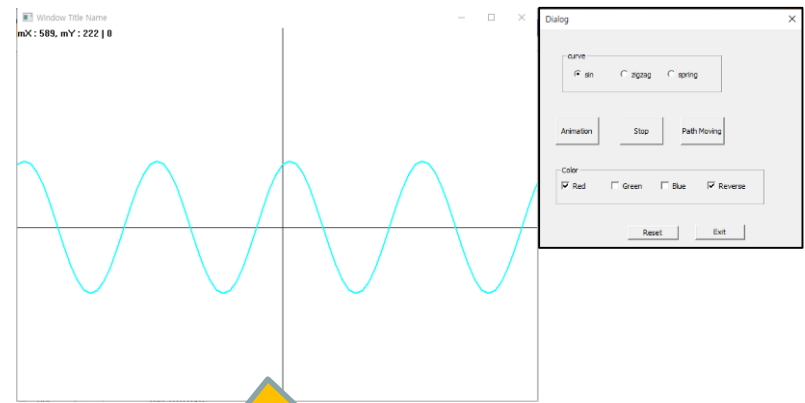 Window Title Name
mX : 589, mY : 222 | 0
Dialog
curve
sin zigzag spring
Animation Stop Path Moving
Color
Red Green Blue Reverse
Reset Exit